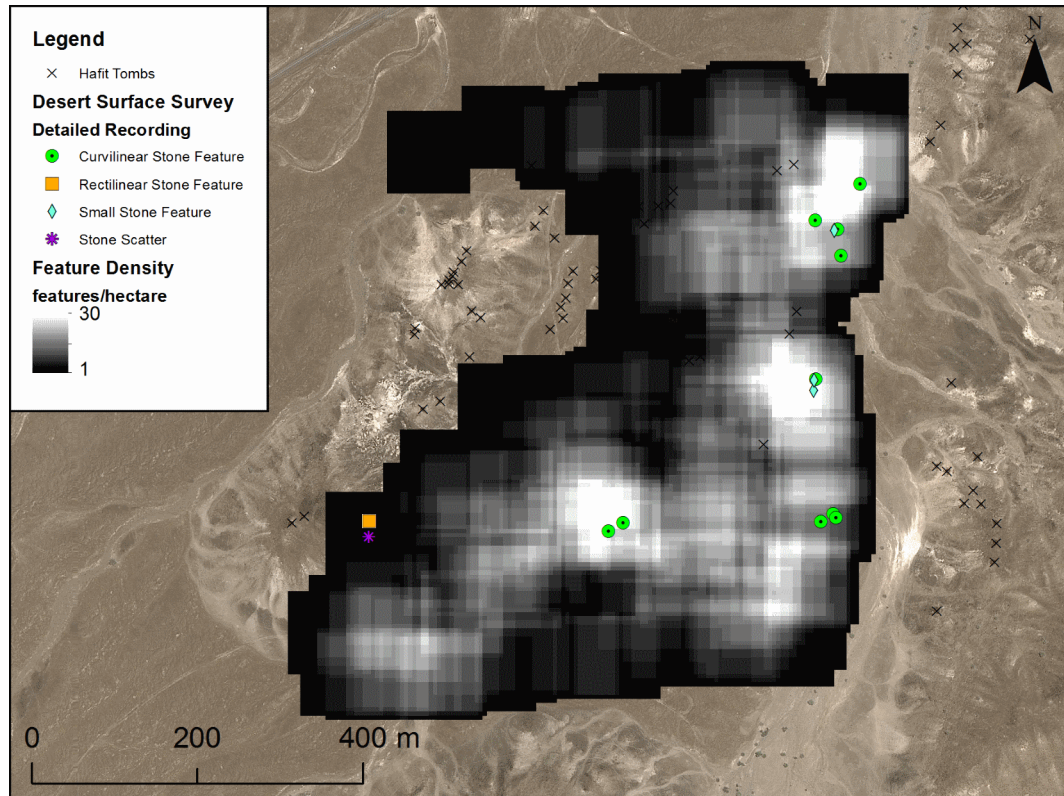 Legend
Hafit Tombs
Desert Surface Survey
Detailed Recording
Curvilinear Stone Feature
Rectilinear Stone Feature
Small Stone Feature
Stone Scatter
Feature Density
features/hectare
30
1
N
0 200 400 m